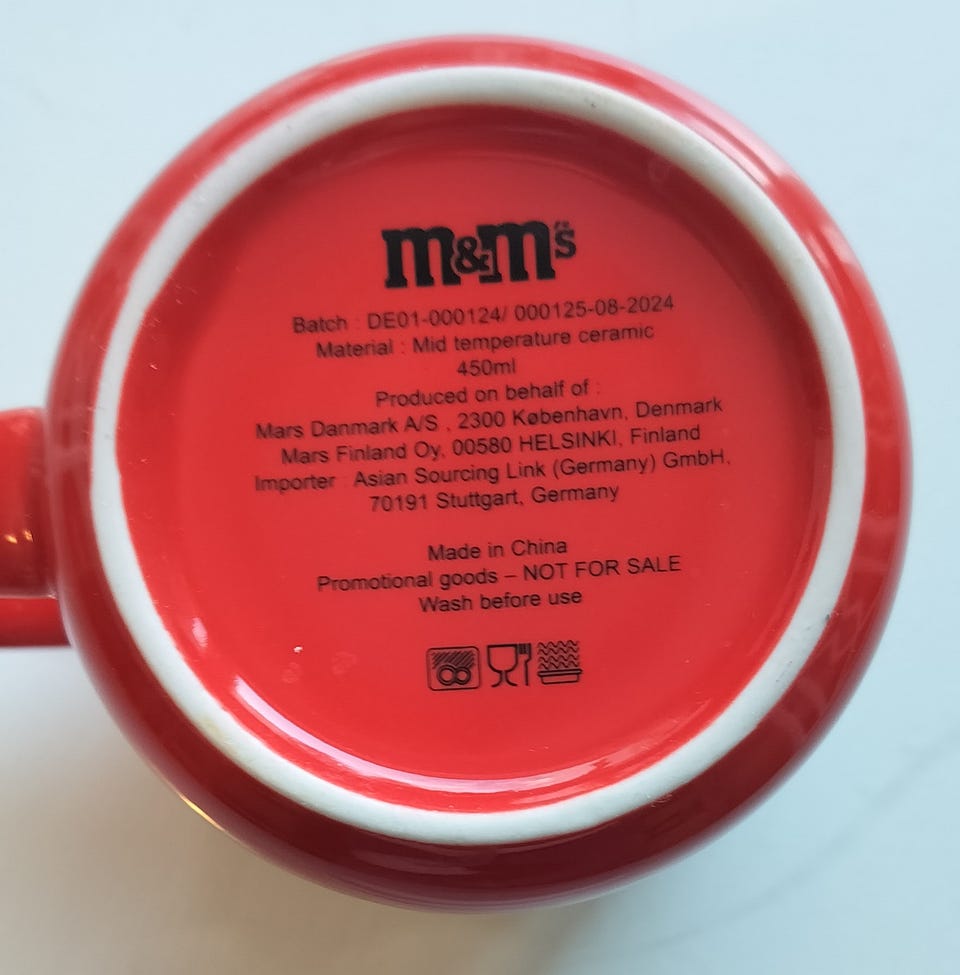 m&m's
Batch : DE01-000124/ 000125-08-2024
Material : Mid temperature ceramic
450ml
Produced on behalf of :
Mars Danmark A/S , 2300 København, Denmark
Mars Finland Oy, 00580 HELSINKI, Finland
Importer : Asian Sourcing Link (Germany) GmbH,
70191 Stuttgart, Germany
Made in China
Promotional goods – NOT FOR SALE
Wash before use